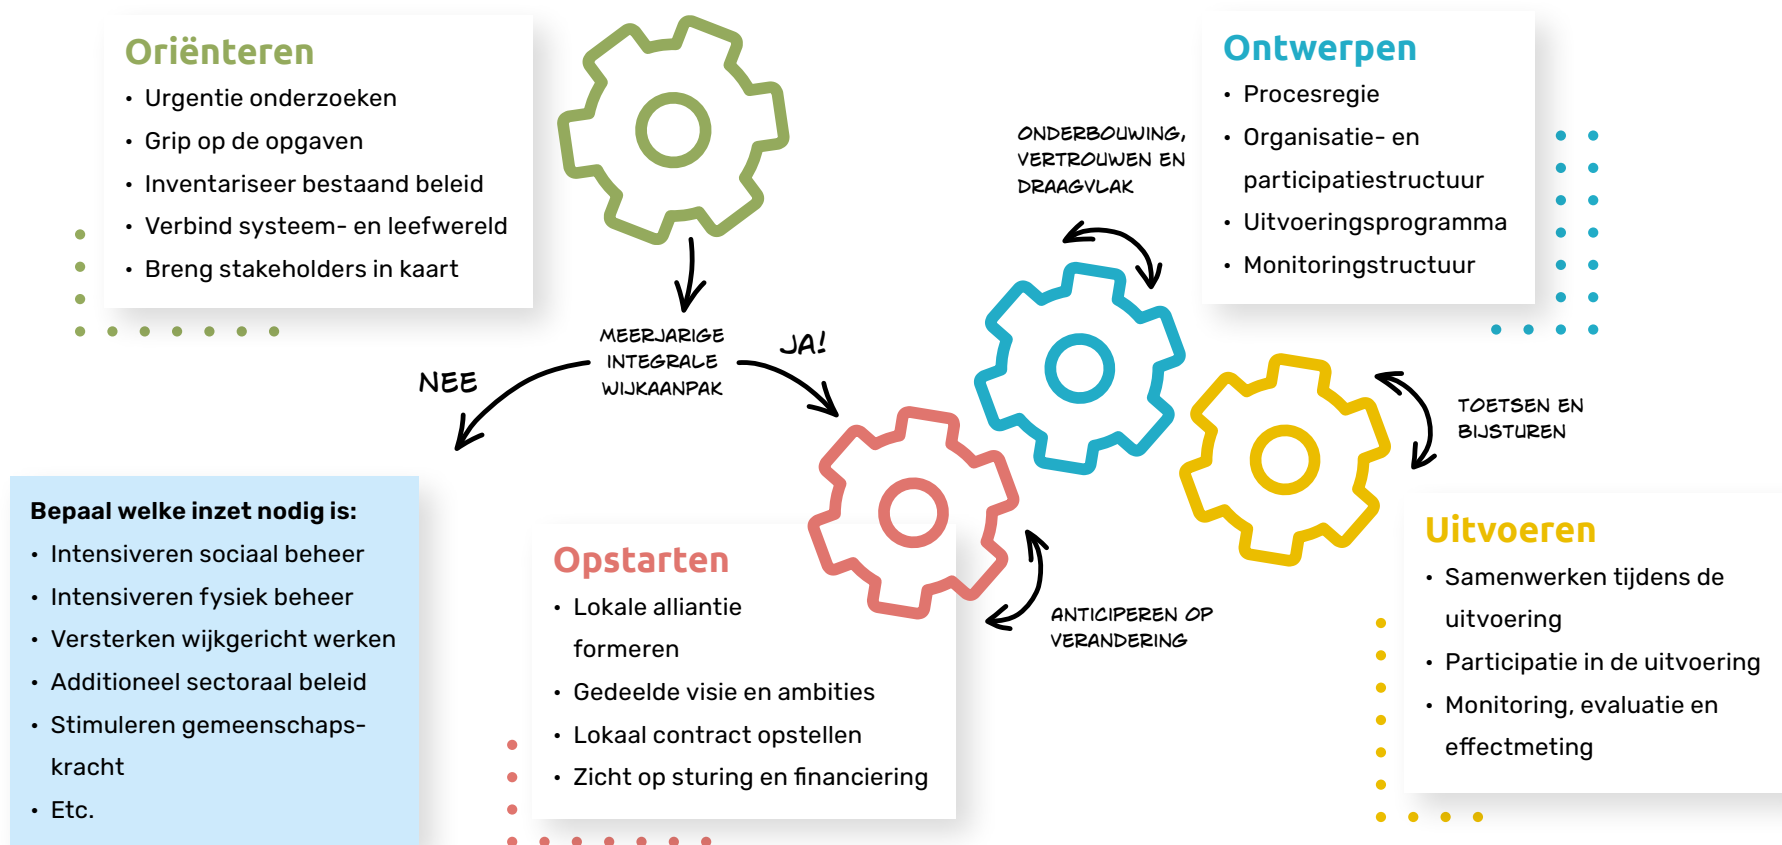 Oriënteren
• Urgentie onderzoeken
• Grip op de opgaven
• Inventariseer bestaand beleid
• Verbind systeem- en leefwereld
• Breng stakeholders in kaart
MEERJARIGE
INTEGRALE
WIJKAANPAK
NEE
JA!
Bepaal welke inzet nodig is:
• Intensiveren sociaal beheer
• Intensiveren fysiek beheer
• Versterken wijkgericht werken
• Additioneel sectoraal beleid
• Stimuleren gemeenschaps-
kracht
• Etc.
Opstarten
• Lokale alliantie
formeren
• Gedeelde visie en ambities
• Lokaal contract opstellen
• Zicht op sturing en financiering
ANTICIPEREN OP
VERANDERING
ONDERBOUWING,
VERTROUWEN EN
DRAAGVLAK
Ontwerpen
• Procesregie
• Organisatie- en
participatiestructuur
• Uitvoeringsprogramma
• Monitoringstructuur
TOETSEN EN
BIJSTUREN
Uitvoeren
• Samenwerken tijdens de
uitvoering
• Participatie in de uitvoering
• Monitoring, evaluatie en
effectmeting